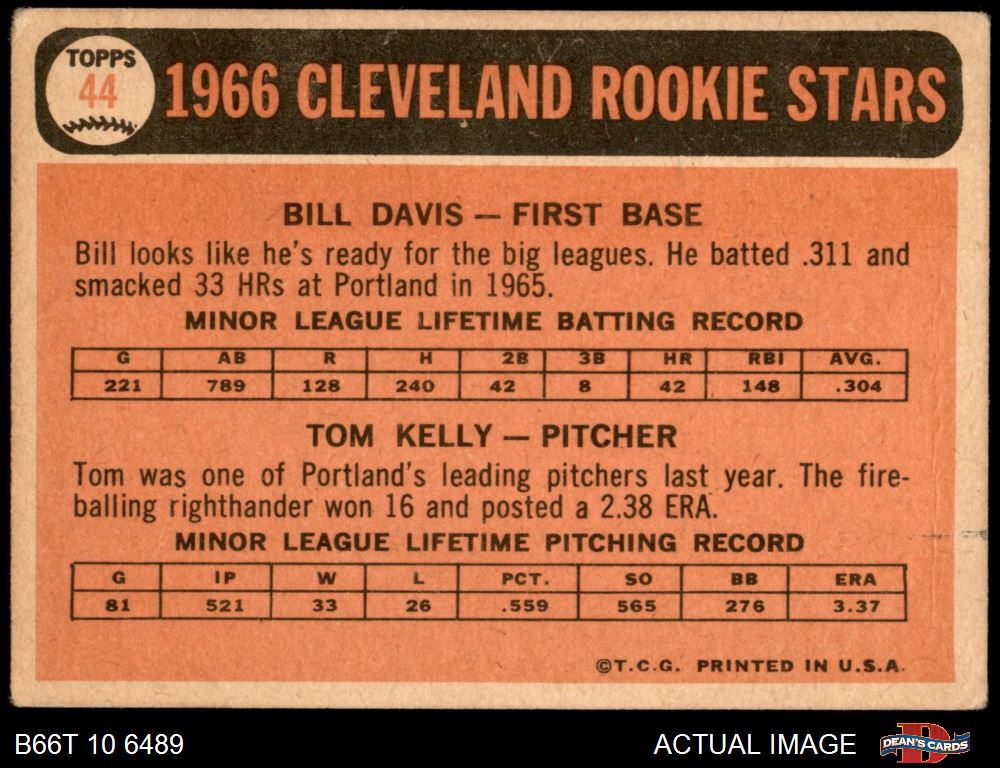 TOPPS
44
1966 CLEVELAND ROOKIE STARS
BILL DAVIS — FIRST BASE
Bill looks like he's ready for the big leagues. He batted .311 and
smacked 33 HRs at Portland in 1965.
MINOR LEAGUE LIFETIME BATTING RECORD
G AB R H 2B 3B HR RBI AVG.
221 789 128 240 42 8 42 148 .304
TOM KELLY — PITCHER
Tom was one of Portland's leading pitchers last year. The fire-
balling righthander won 16 and posted a 2.38 ERA.
MINOR LEAGUE LIFETIME PITCHING RECORD
G IP W L PCT. SO BB ERA
81 521 33 26 .559 565 276 3.37
©T.C.G. PRINTED IN U.S.A.
B66T 10 6489
ACTUAL IMAGE
DEAN'S CARDS